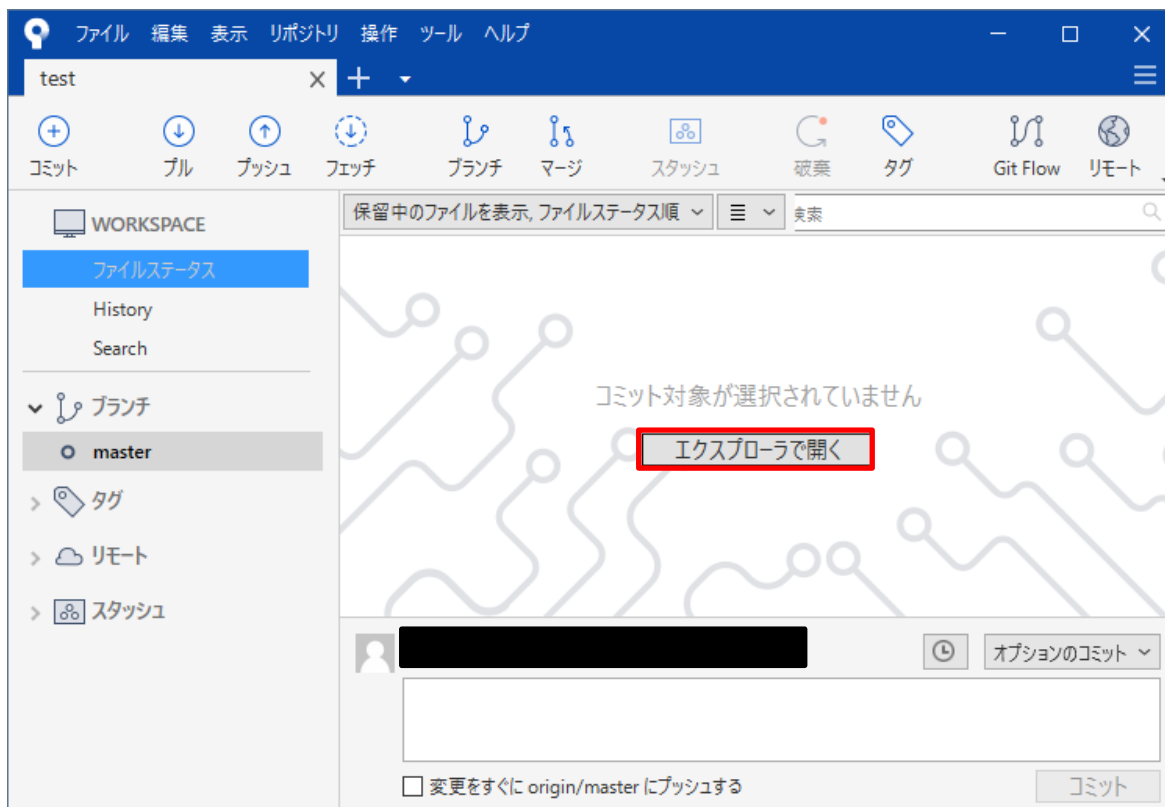 ファイル 編集 表示 リポジトリ 操作 ツール ヘルプ
test
コミット プル プッシュ フェッチ ブランチ マージ スタッシュ 破棄 タグ Git Flow リモート
WORKSPACE
ファイルステータス
History
Search
ブランチ
master
タグ
リモート
スタッシュ
保留中のファイルを表示, ファイルステータス順
検索
コミット対象が選択されていません
エクスプローラで開く
オプションのコミット
変更をすぐに origin/master にプッシュする
コミット